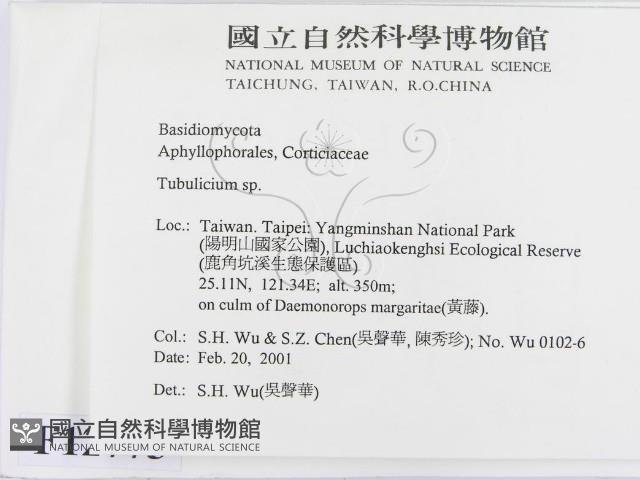 國立自然科學博物館
NATIONAL MUSEUM OF NATURAL SCIENCE
TAICHUNG, TAIWAN, R.O.CHINA
Basidiomycota
Aphyllophorales, Corticiaceae
Tubulicium sp.
Loc.: Taiwan. Taipei: Yangminshan National Park
(陽明山國家公園), Luchiaokenghsi Ecological Reserve
(鹿角坑溪生態保護區)
25.11N, 121.34E; alt. 350m;
on culm of Daemonorops margaritae(黃藤).
Col.: S.H. Wu & S.Z. Chen(吳聲華, 陳秀珍); No. Wu 0102-6
Date: Feb. 20, 2001
Det.: S.H. Wu(吳聲華)
國立自然科學博物館
NATIONAL MUSEUM OF NATURAL SCIENCE